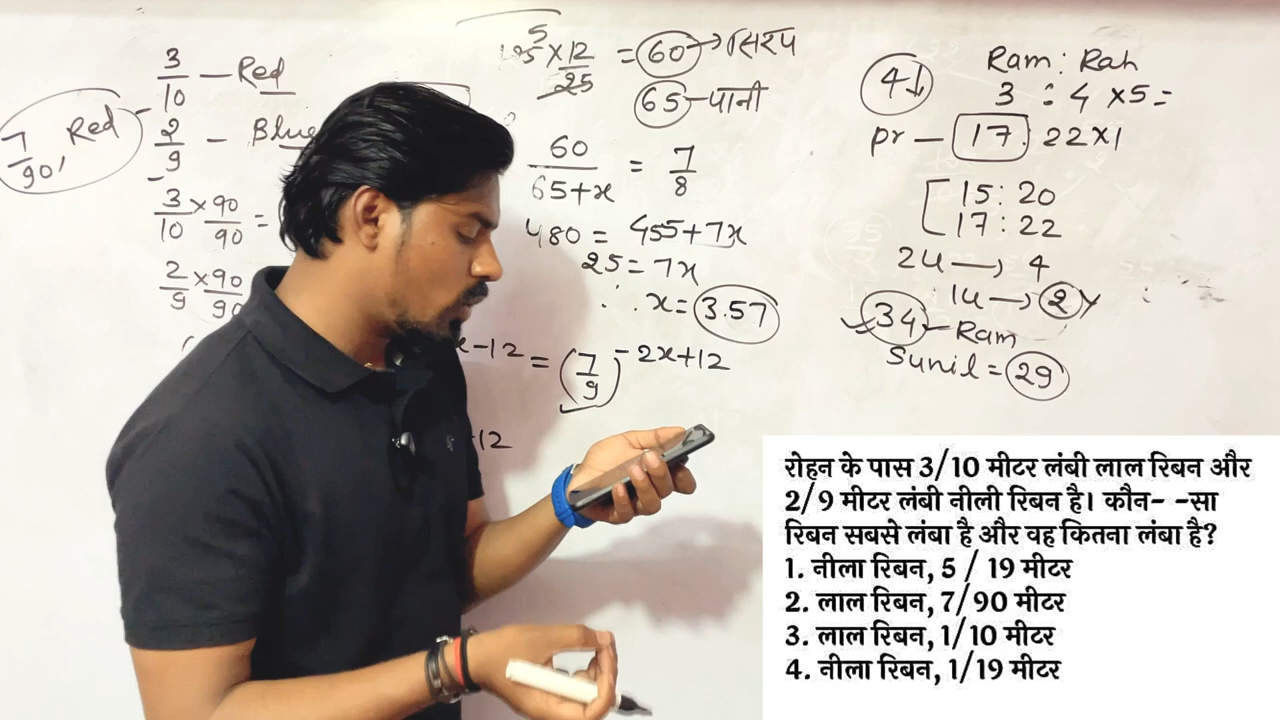 3/10 — Red
7/90, Red
2/9 — Blue
3/10 × 90/90 =
2/9 × 90/90
5
× 12/25 = 60 → सिरप
65 — पानी
60/(65+x) = 7/8
480 = 455+7x
25 = 7x
∴ x = 3.57
x-12 = (7/9)^-2x+12
12
4↓
Ram : Rah
3 : 4 ×5 =
pr — 17 : 22 ×1
15 : 20
17 : 22
2u → 4
1u → 2y
34 — Ram
Sunil = 29
रोहन के पास 3/10 मीटर लंबी लाल रिबन और
2/9 मीटर लंबी नीली रिबन है। कौन- -सा
रिबन सबसे लंबा है और वह कितना लंबा है?
1. नीला रिबन, 5 / 19 मीटर
2. लाल रिबन, 7/90 मीटर
3. लाल रिबन, 1/10 मीटर
4. नीला रिबन, 1/19 मीटर